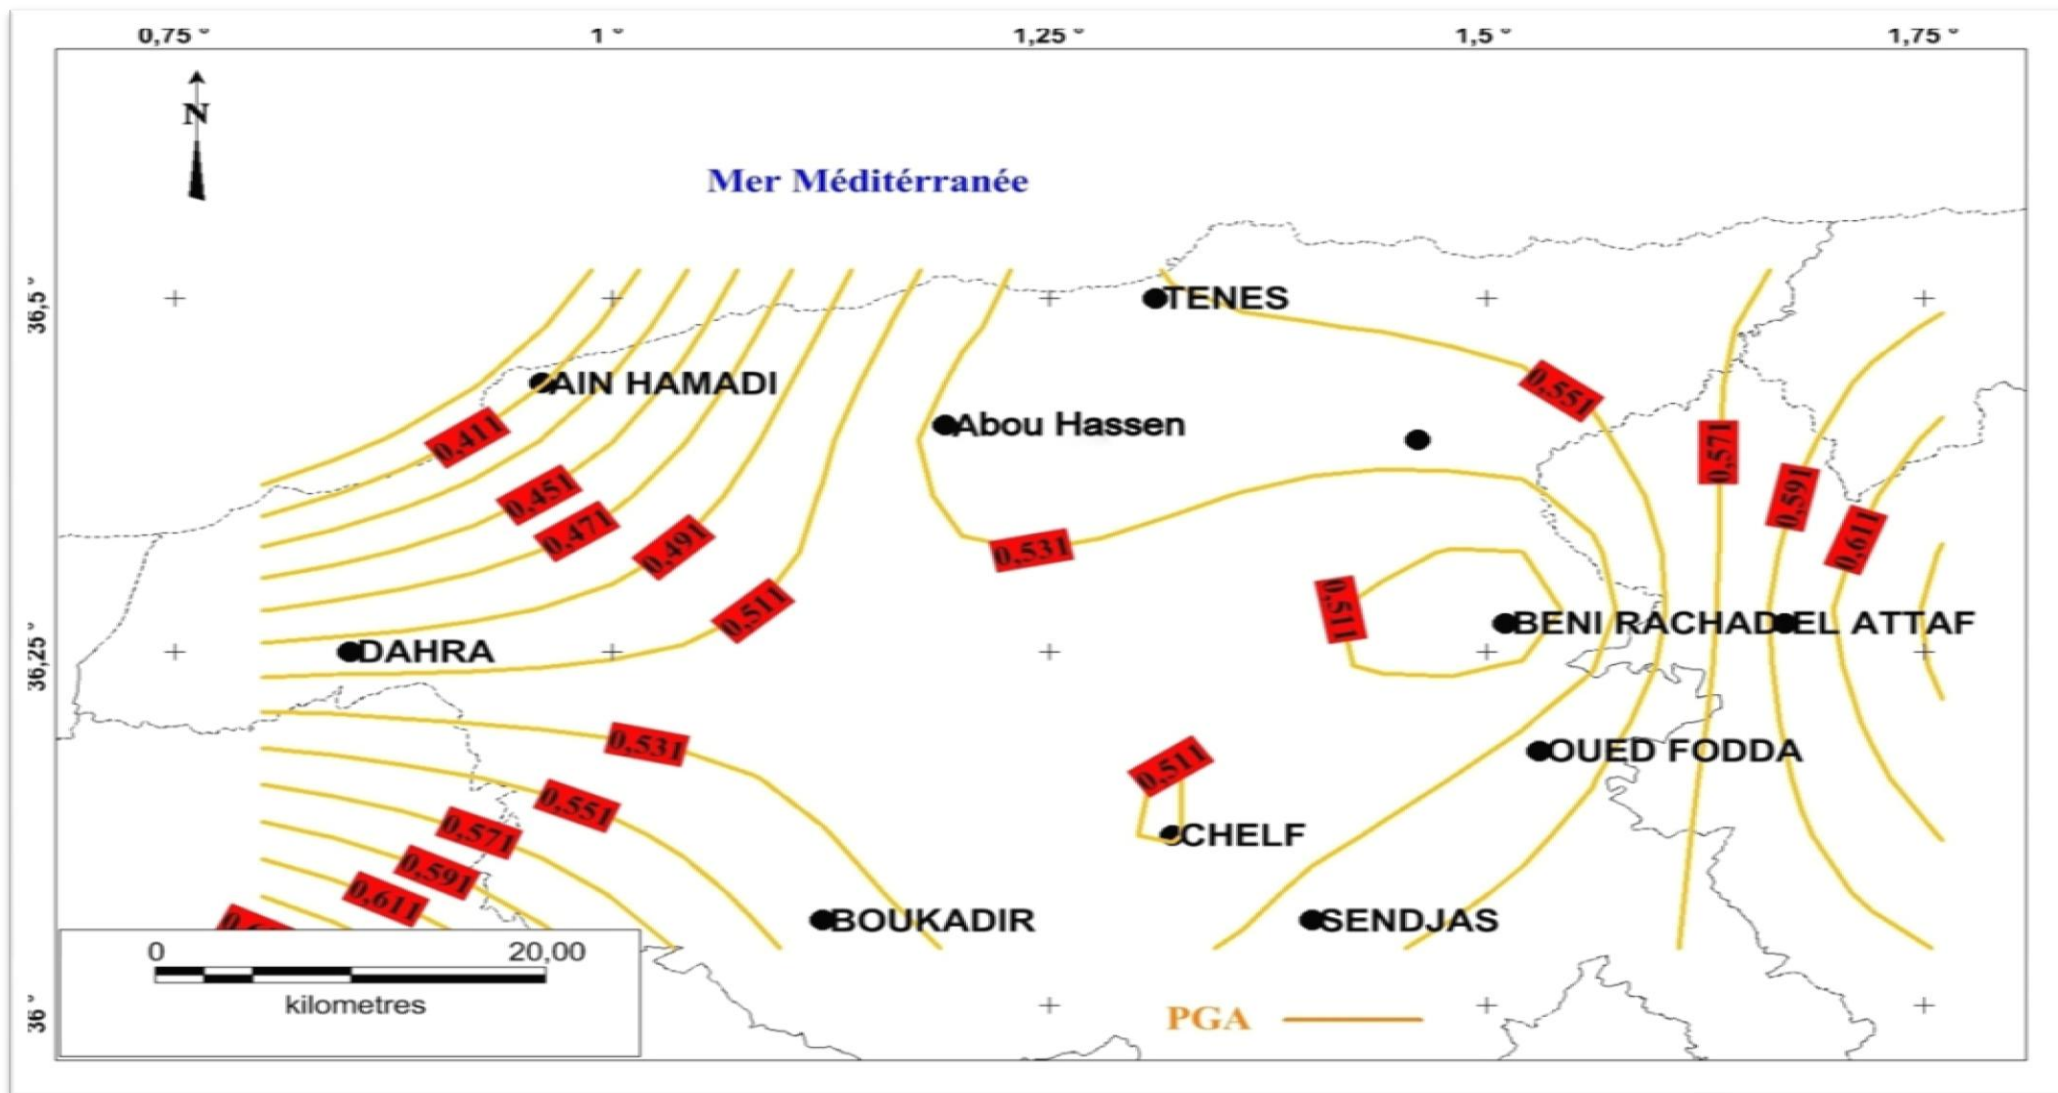 0,75 °
1 °
1,25 °
1,5 °
1,75 °
N
Mer Méditérranée
36,5 °
TENES
AIN HAMADI
0,551
0,411
Abou Hassen
0,571
0,451
0,591
0,471
0,491
0,531
0,611
0,511
0,511
BENI RACHAD
EL ATTAF
36,25 °
DAHRA
0,531
OUED FODDA
0,511
0,551
0,571
CHELF
0,591
0,611
BOUKADIR
SENDJAS
0
20,00
kilometres
36 °
PGA